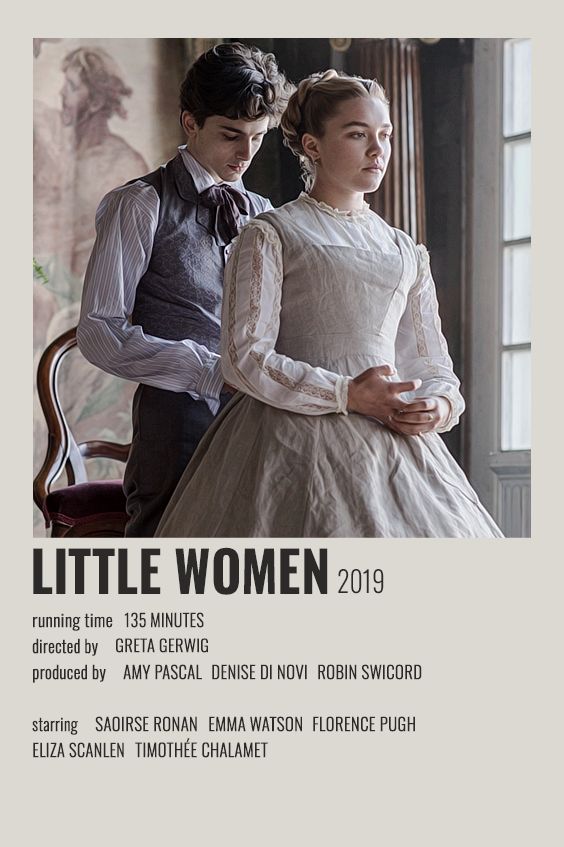 LITTLE WOMEN 2019
running time 135 MINUTES
directed by GRETA GERWIG
produced by AMY PASCAL DENISE DI NOVI ROBIN SWICORD
starring SAOIRSE RONAN EMMA WATSON FLORENCE PUGH
ELIZA SCANLEN TIMOTHÉE CHALAMET